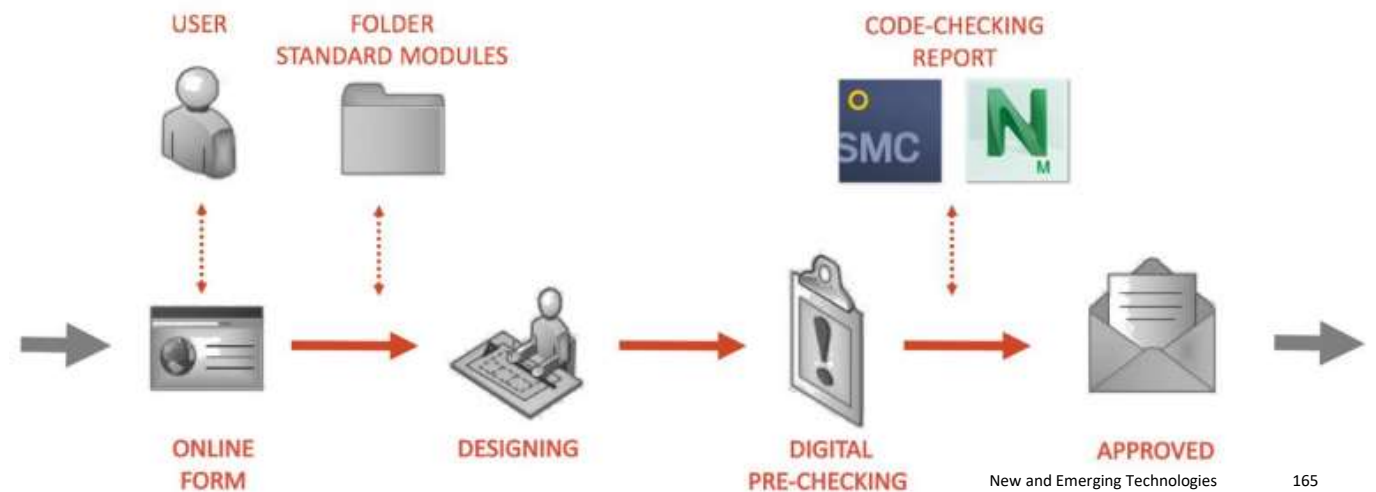 USER
FOLDER
STANDARD MODULES
CODE-CHECKING
REPORT
SMC
N
M
ONLINE
FORM
DESIGNING
DIGITAL
PRE-CHECKING
APPROVED
New and Emerging Technologies 165